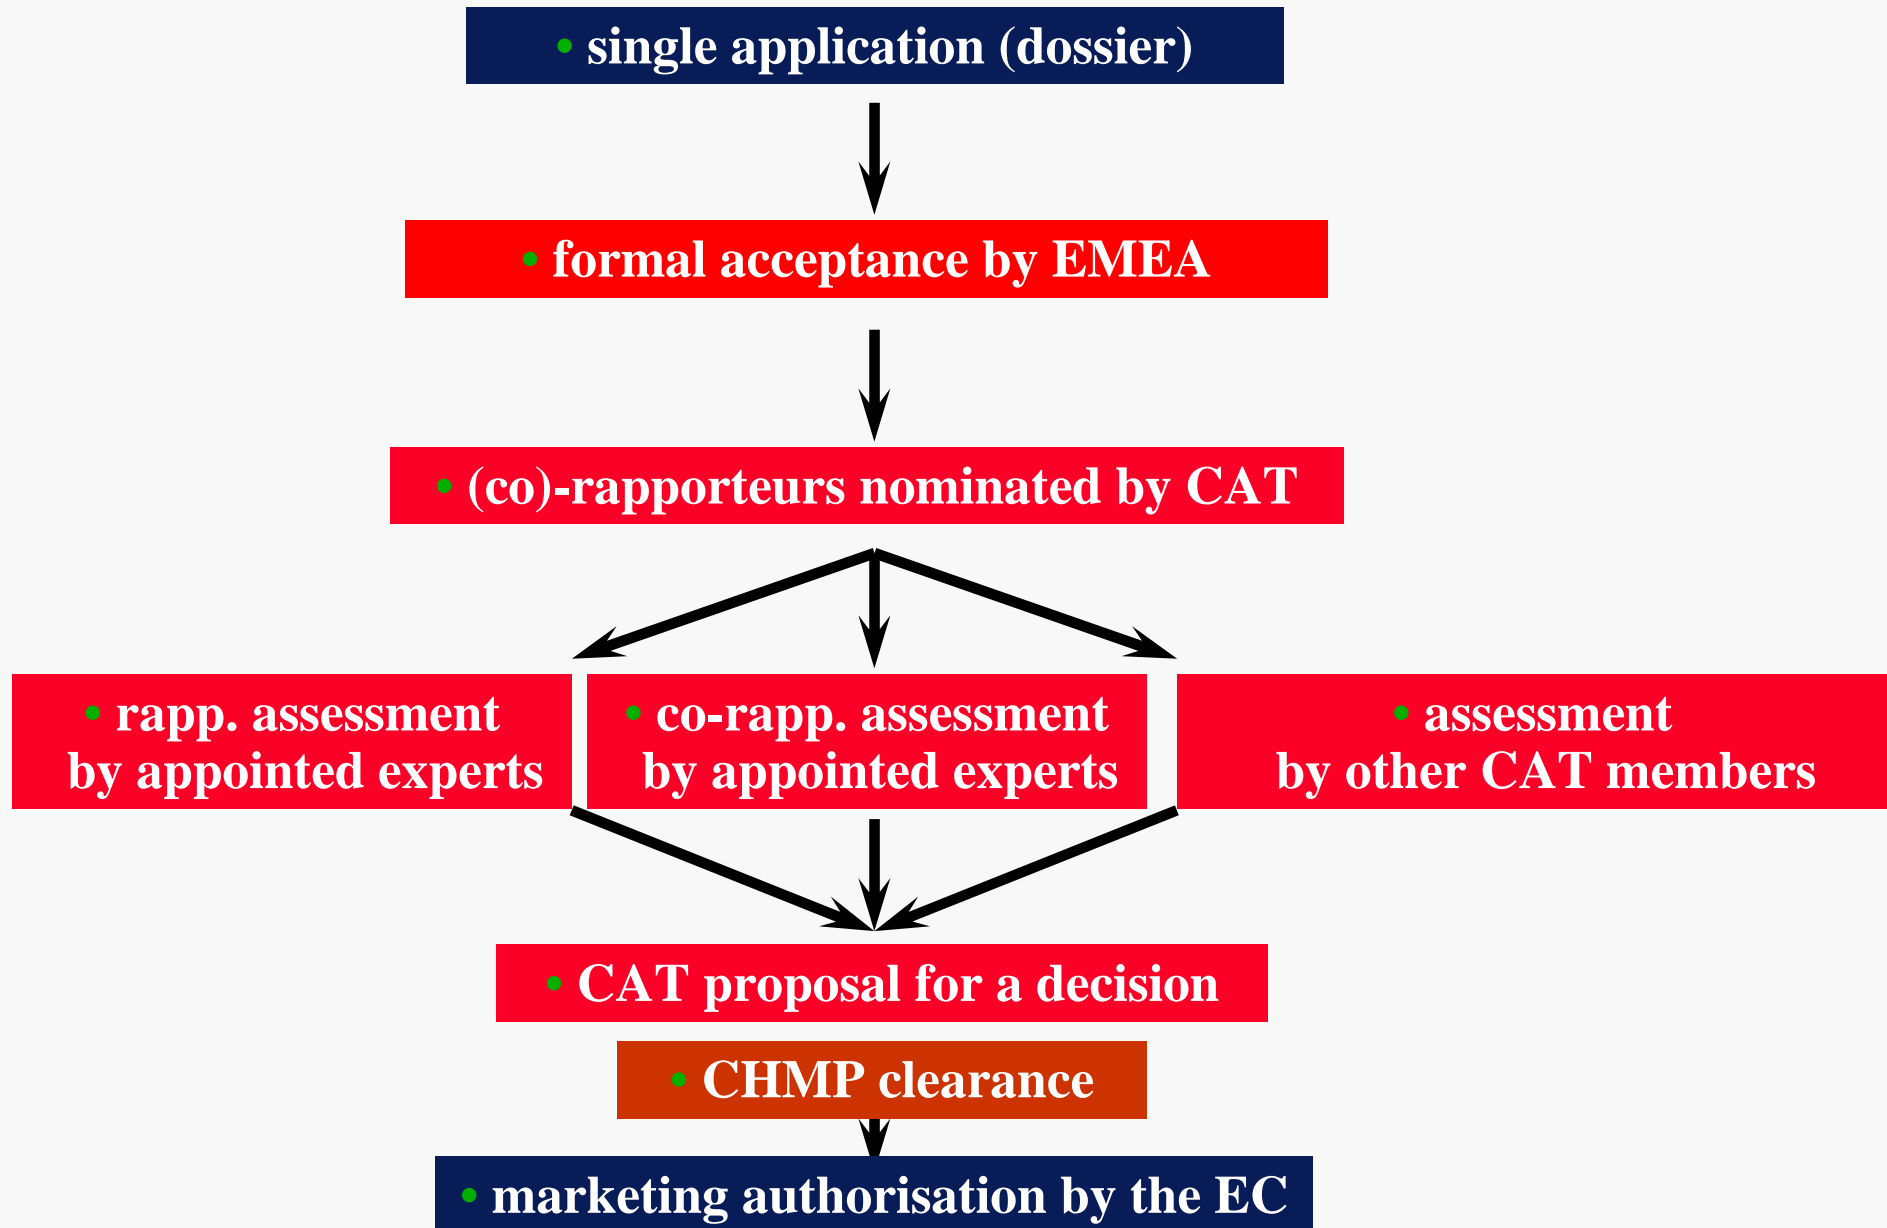 • single application (dossier)
• formal acceptance by EMEA
• (co)-rapporteurs nominated by CAT
• rapp. assessment
by appointed experts
• co-rapp. assessment
by appointed experts
• assessment
by other CAT members
• CAT proposal for a decision
• CHMP clearance
• marketing authorisation by the EC